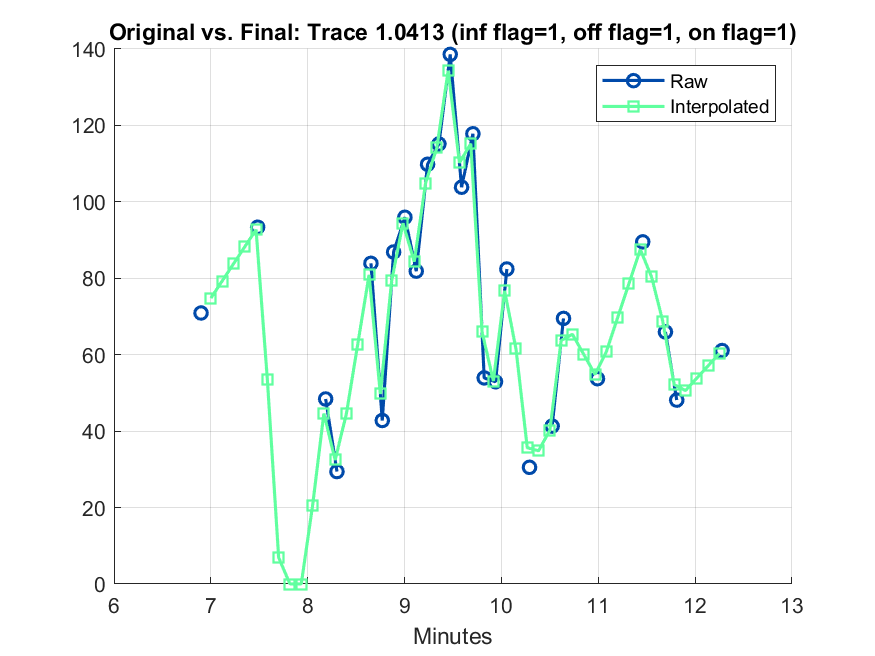 Original vs. Final: Trace 1.0413 (inf flag=1, off flag=1, on flag=1)
Raw
Interpolated
140
120
100
80
60
40
20
0
6 7 8 9 10 11 12 13
Minutes